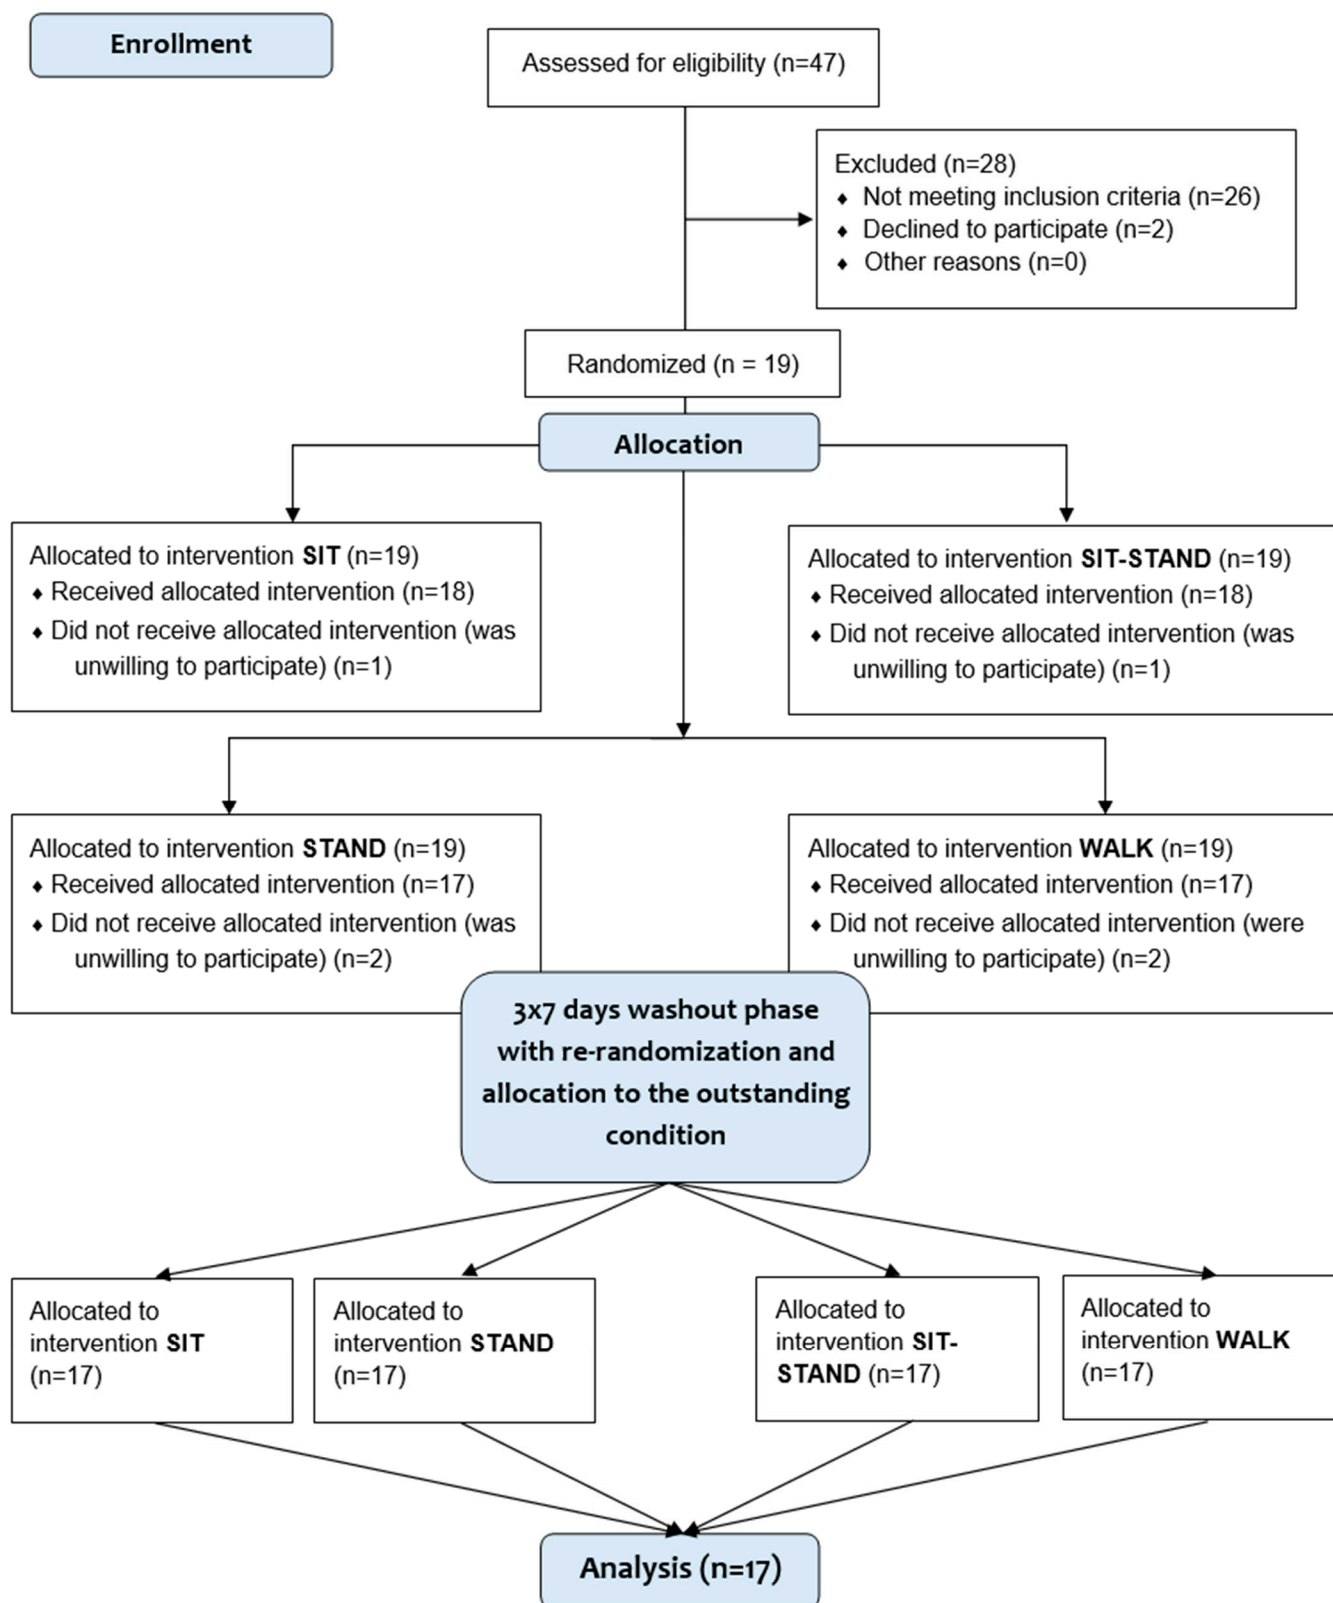 Enrollment
Assessed for eligibility (n=47)
Excluded (n=28)
♦ Not meeting inclusion criteria (n=26)
♦ Declined to participate (n=2)
♦ Other reasons (n=0)
Randomized (n = 19)
Allocation
Allocated to intervention SIT (n=19)
♦ Received allocated intervention (n=18)
♦ Did not receive allocated intervention (was
unwilling to participate) (n=1)
Allocated to intervention SIT-STAND (n=19)
♦ Received allocated intervention (n=18)
♦ Did not receive allocated intervention (was
unwilling to participate) (n=1)
Allocated to intervention STAND (n=19)
♦ Received allocated intervention (n=17)
♦ Did not receive allocated intervention (was
unwilling to participate) (n=2)
Allocated to intervention WALK (n=19)
♦ Received allocated intervention (n=17)
♦ Did not receive allocated intervention (were
unwilling to participate) (n=2)
3x7 days washout phase
with re-randomization and
allocation to the outstanding
condition
Allocated to
intervention SIT
(n=17)
Allocated to
intervention STAND
(n=17)
Allocated to
intervention SIT-
STAND (n=17)
Allocated to
intervention WALK
(n=17)
Analysis (n=17)